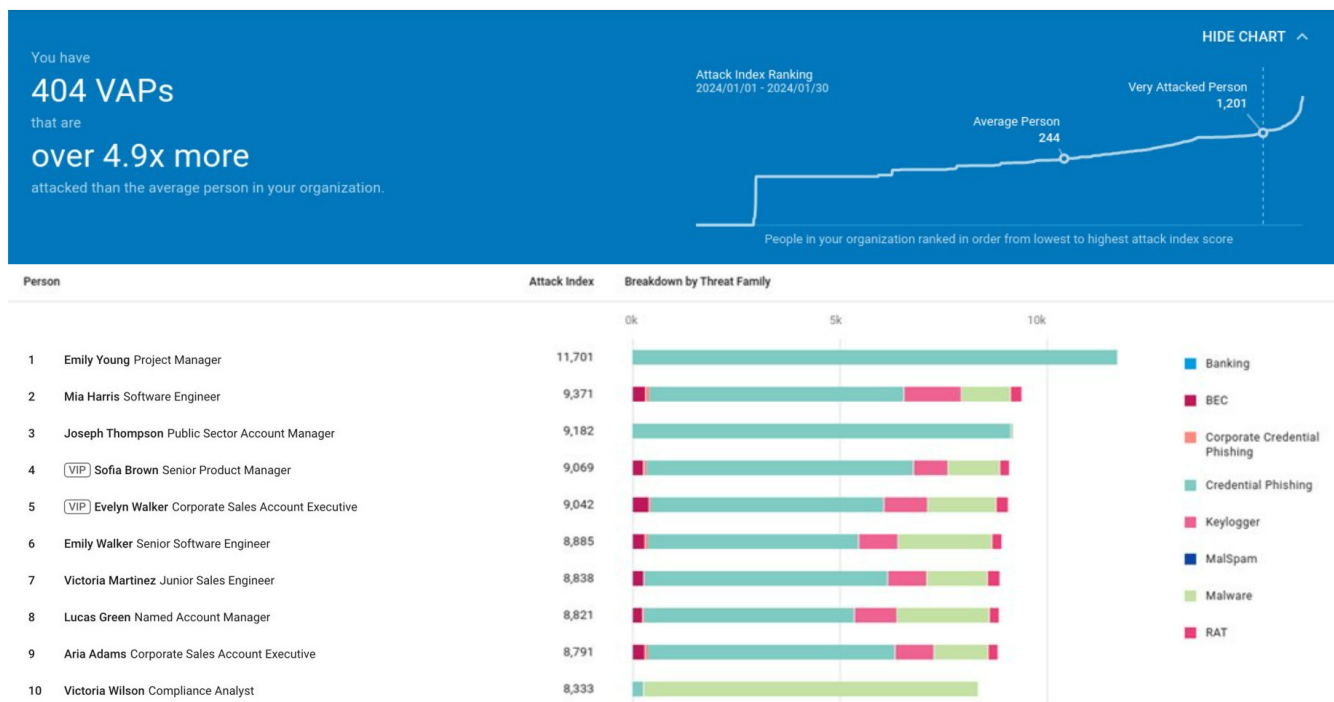 HIDE CHART
You have
404 VAPs
that are
over 4.9x more
attacked than the average person in your organization.
Attack Index Ranking
2024/01/01 - 2024/01/30
Very Attacked Person
1,201
Average Person
244
People in your organization ranked in order from lowest to highest attack index score
Person Attack Index Breakdown by Threat Family
0k 5k 10k
1 Emily Young Project Manager 11,701
2 Mia Harris Software Engineer 9,371
3 Joseph Thompson Public Sector Account Manager 9,182
4 VIP Sofia Brown Senior Product Manager 9,069
5 VIP Evelyn Walker Corporate Sales Account Executive 9,042
6 Emily Walker Senior Software Engineer 8,885
7 Victoria Martinez Junior Sales Engineer 8,838
8 Lucas Green Named Account Manager 8,821
9 Aria Adams Corporate Sales Account Executive 8,791
10 Victoria Wilson Compliance Analyst 8,333
Banking
BEC
Corporate Credential
Phishing
Credential Phishing
Keylogger
MalSpam
Malware
RAT